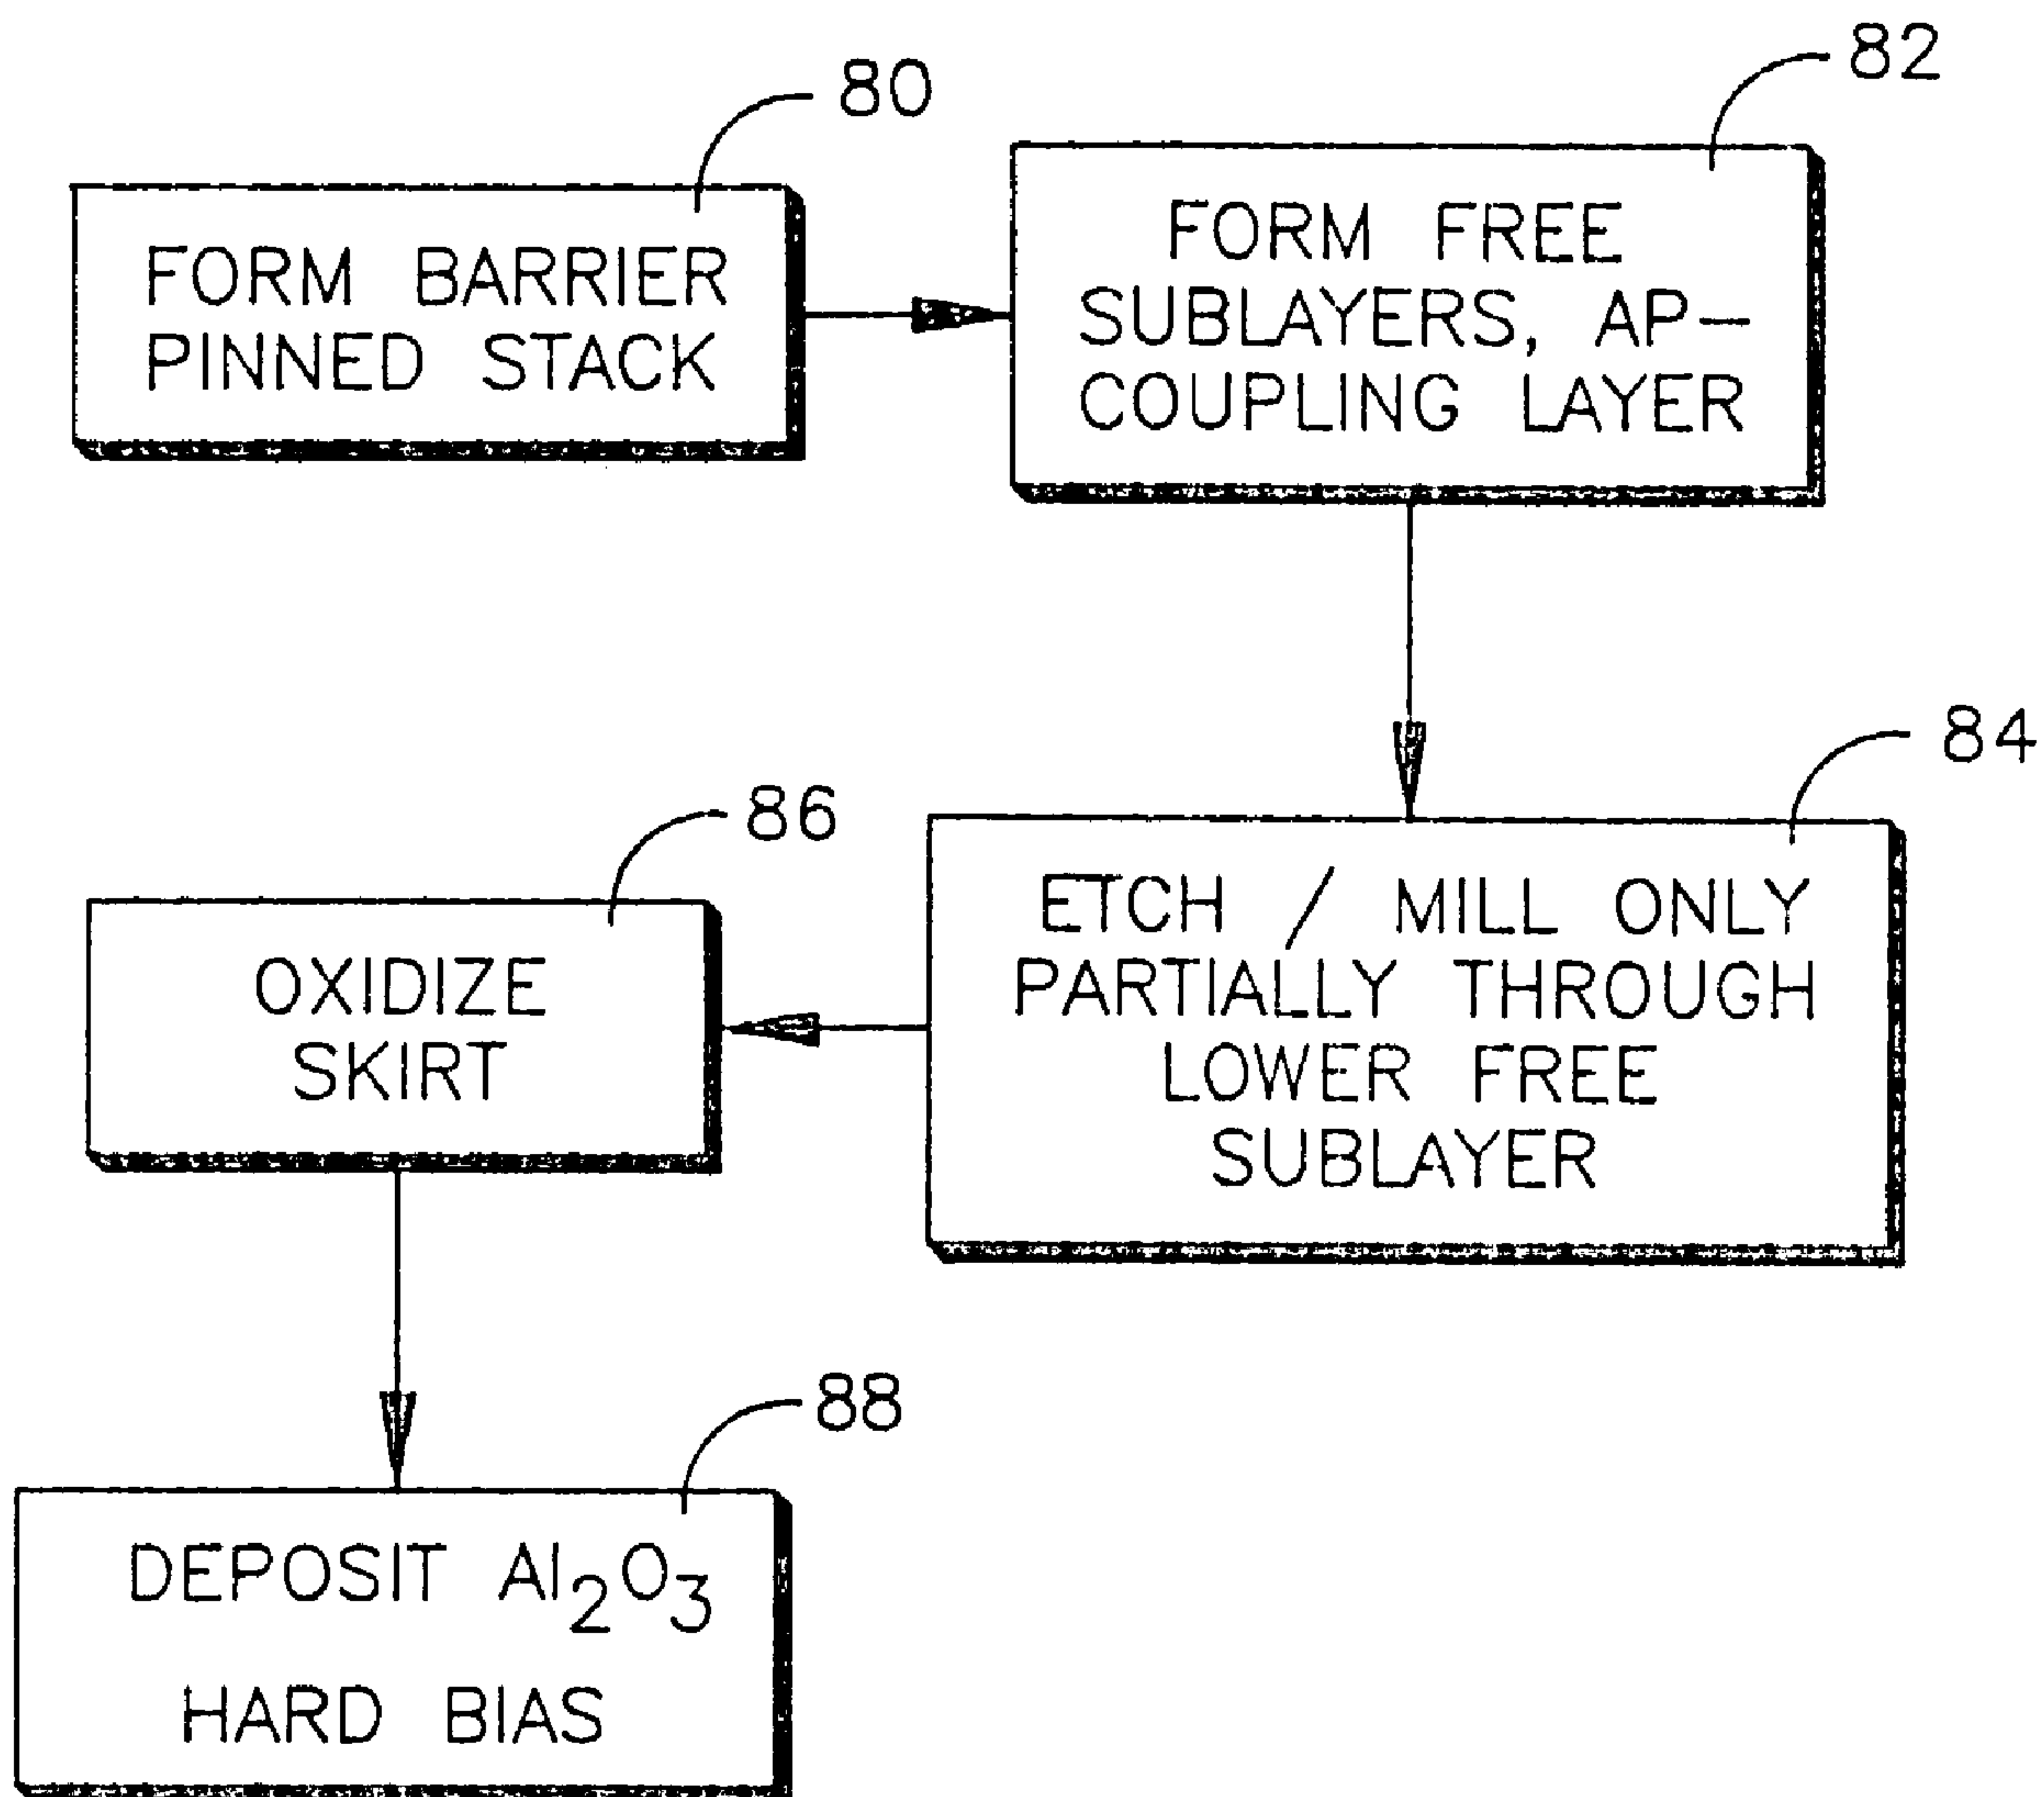 80
FORM BARRIER
PINNED STACK
82
FORM FREE
SUBLAYERS, AP—
COUPLING LAYER
84
ETCH / MILL ONLY
PARTIALLY THROUGH
LOWER FREE
SUBLAYER
86
OXIDIZE
SKIRT
88
DEPOSIT Al₂O₃
HARD BIAS